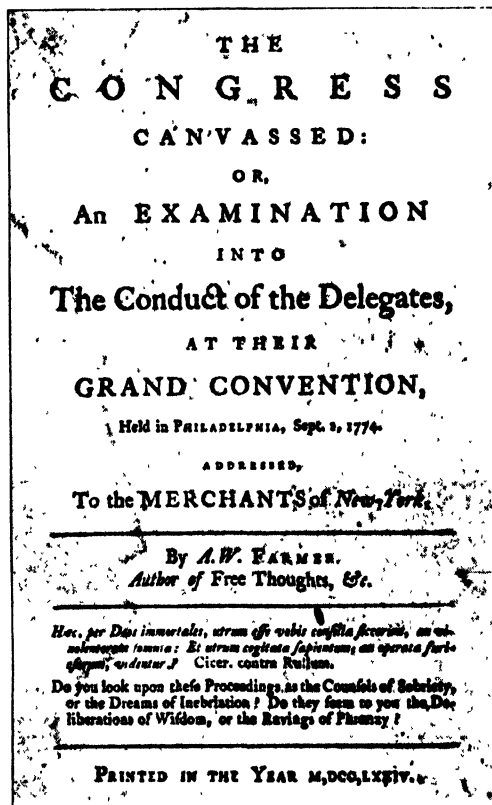 THE
CONGRESS
CANVASSED:
OR,
An EXAMINATION
INTO
The Conduct of the Delegates,
AT THEIR
GRAND CONVENTION,
Held in PHILADELPHIA, Sept. 1, 1774.
ADDRESSED,
To the MERCHANTS of New-York.
By A. W. FARMER.
Author of Free Thoughts, &c.
Hæc, per Deos immortales, utrum esse vobis consilia siccorum, an vi-
nolentorum somnia: Et utrum cogitata sapientum, an optata furi-
osorum, videntur? Cicer. contra Rullum.
Do you look upon these Proceedings, as the Counsels of Sobriety,
or the Dreams of Inebriation? Do they seem to you the De-
liberations of Wisdom, or the Ravings of Phrenzy?
PRINTED IN THE YEAR M,DCC,LXXIV.